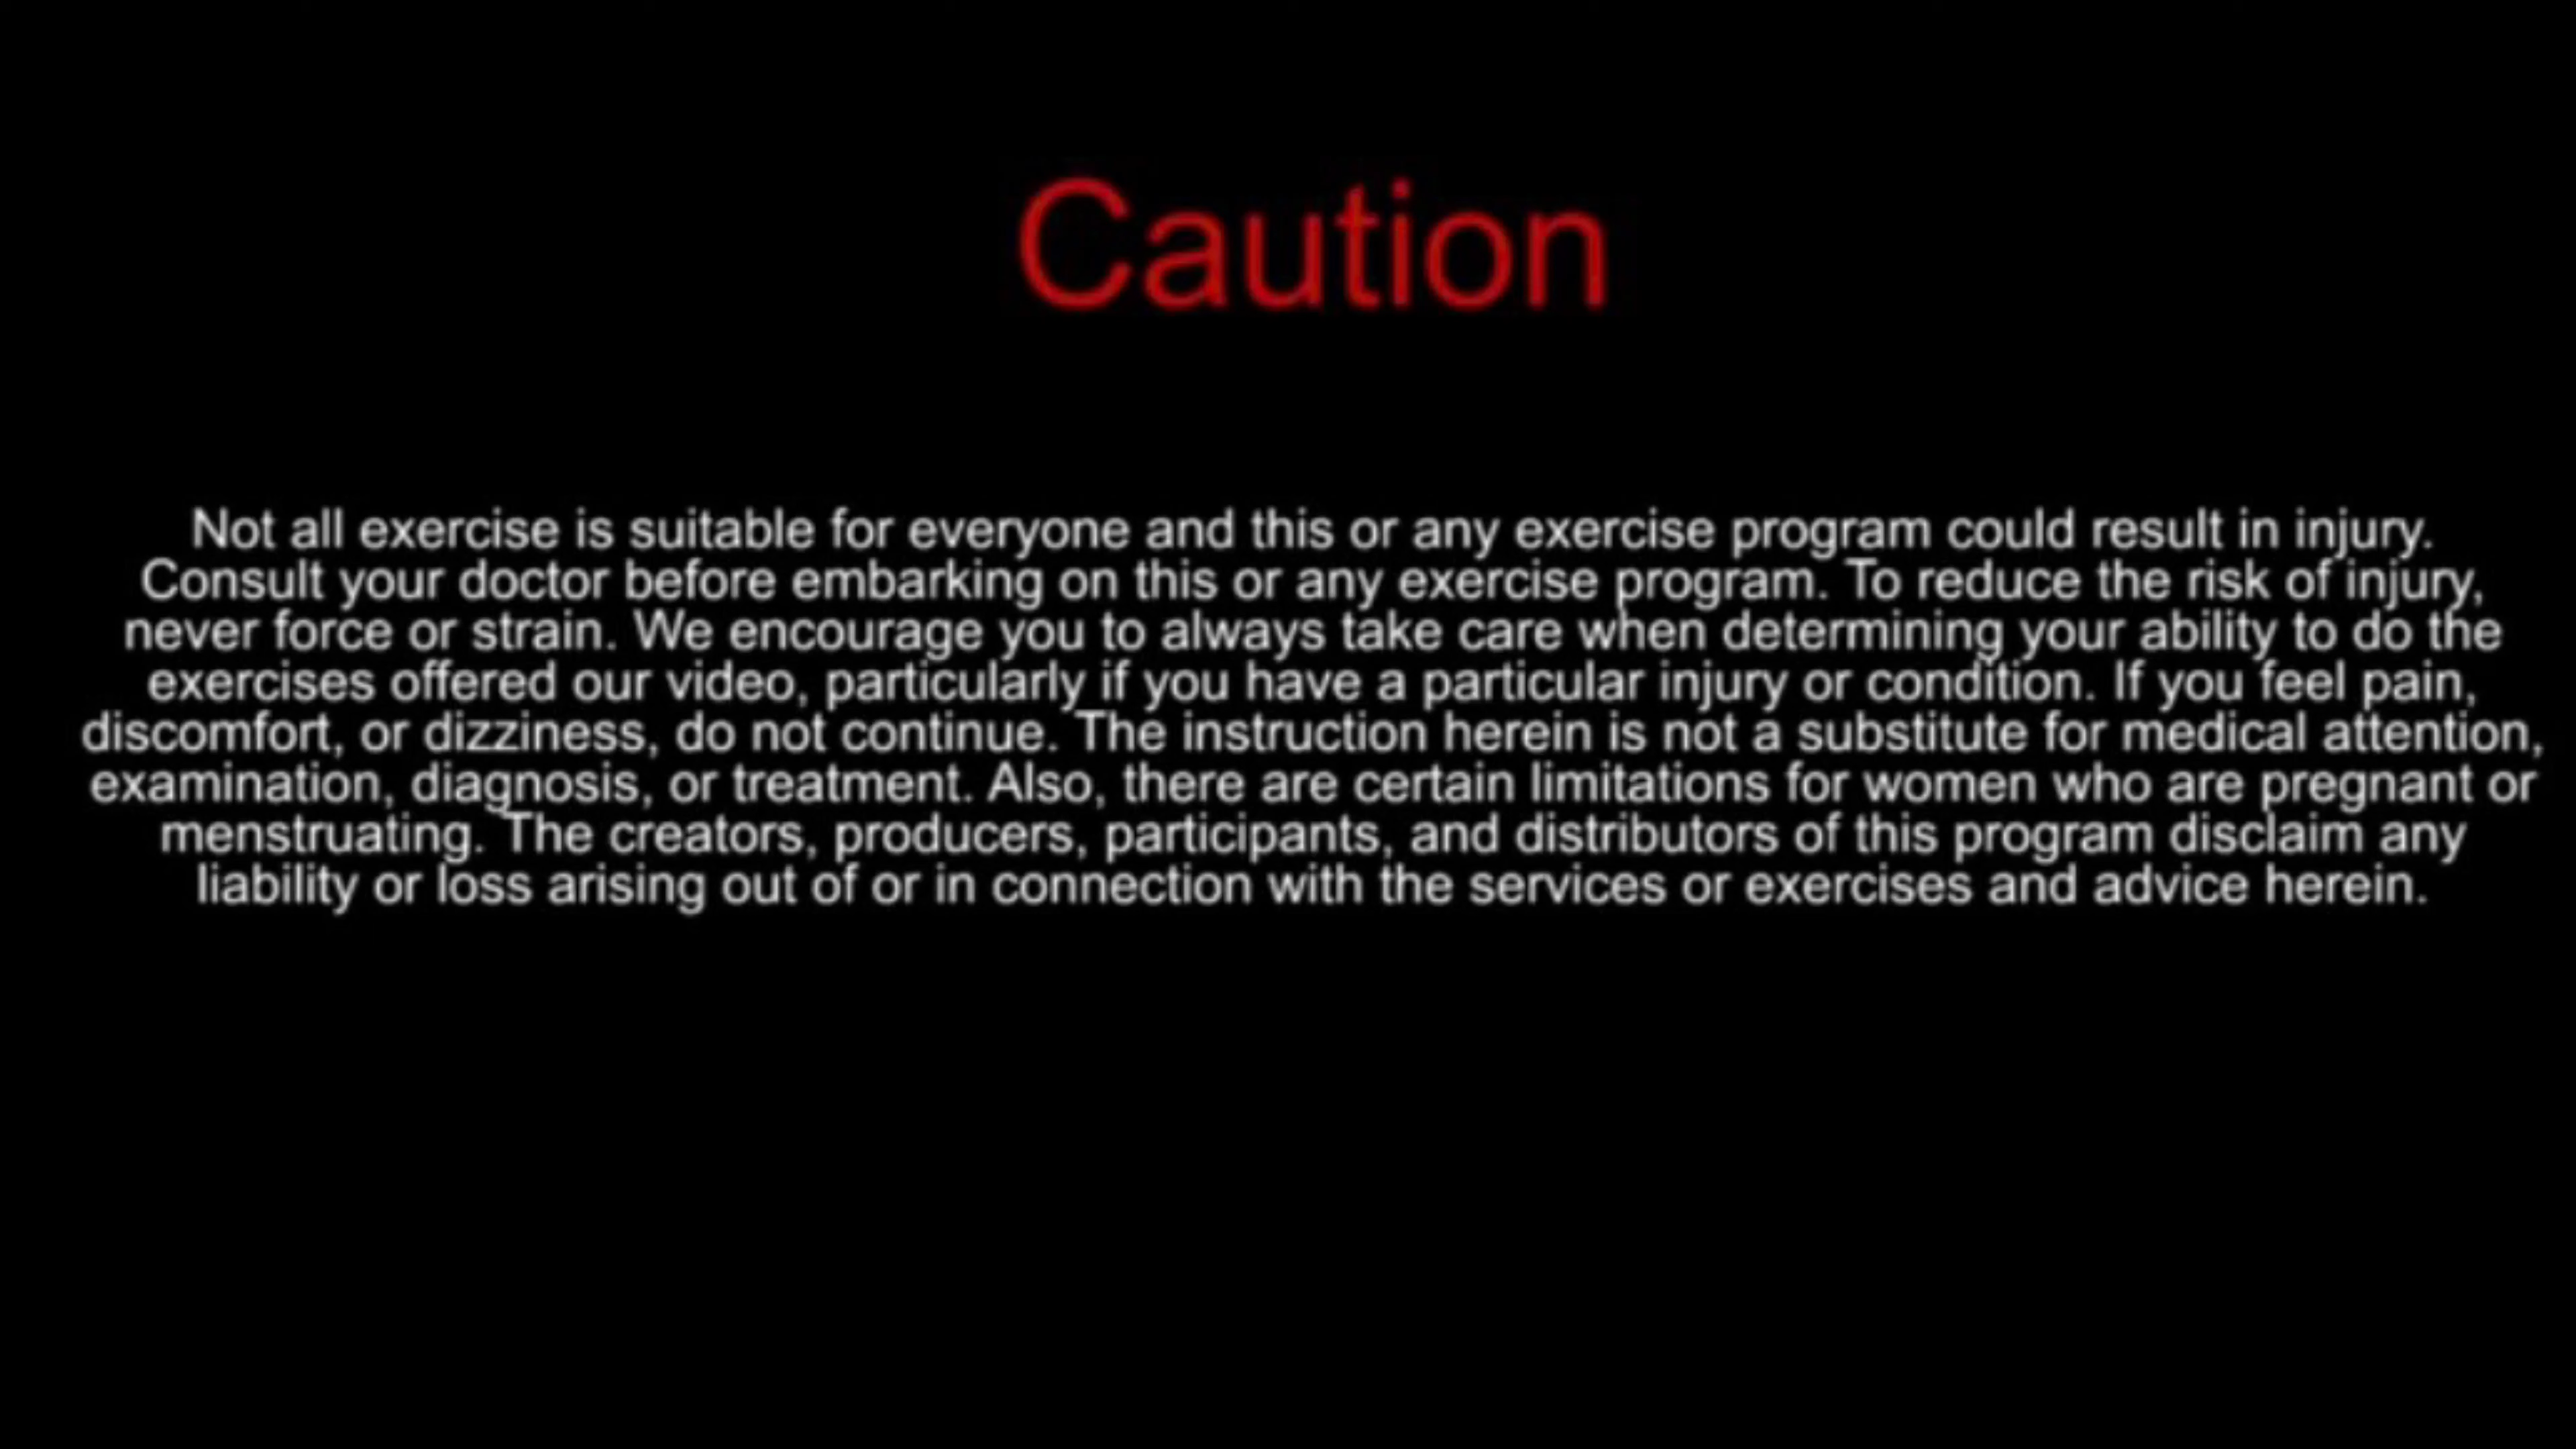 Caution
Not all exercise is suitable for everyone and this or any exercise program could result in injury.
Consult your doctor before embarking on this or any exercise program. To reduce the risk of injury,
never force or strain. We encourage you to always take care when determining your ability to do the
exercises offered our video, particularly if you have a particular injury or condition. If you feel pain,
discomfort, or dizziness, do not continue. The instruction herein is not a substitute for medical attention,
examination, diagnosis, or treatment. Also, there are certain limitations for women who are pregnant or
menstruating. The creators, producers, participants, and distributors of this program disclaim any
liability or loss arising out of or in connection with the services or exercises and advice herein.